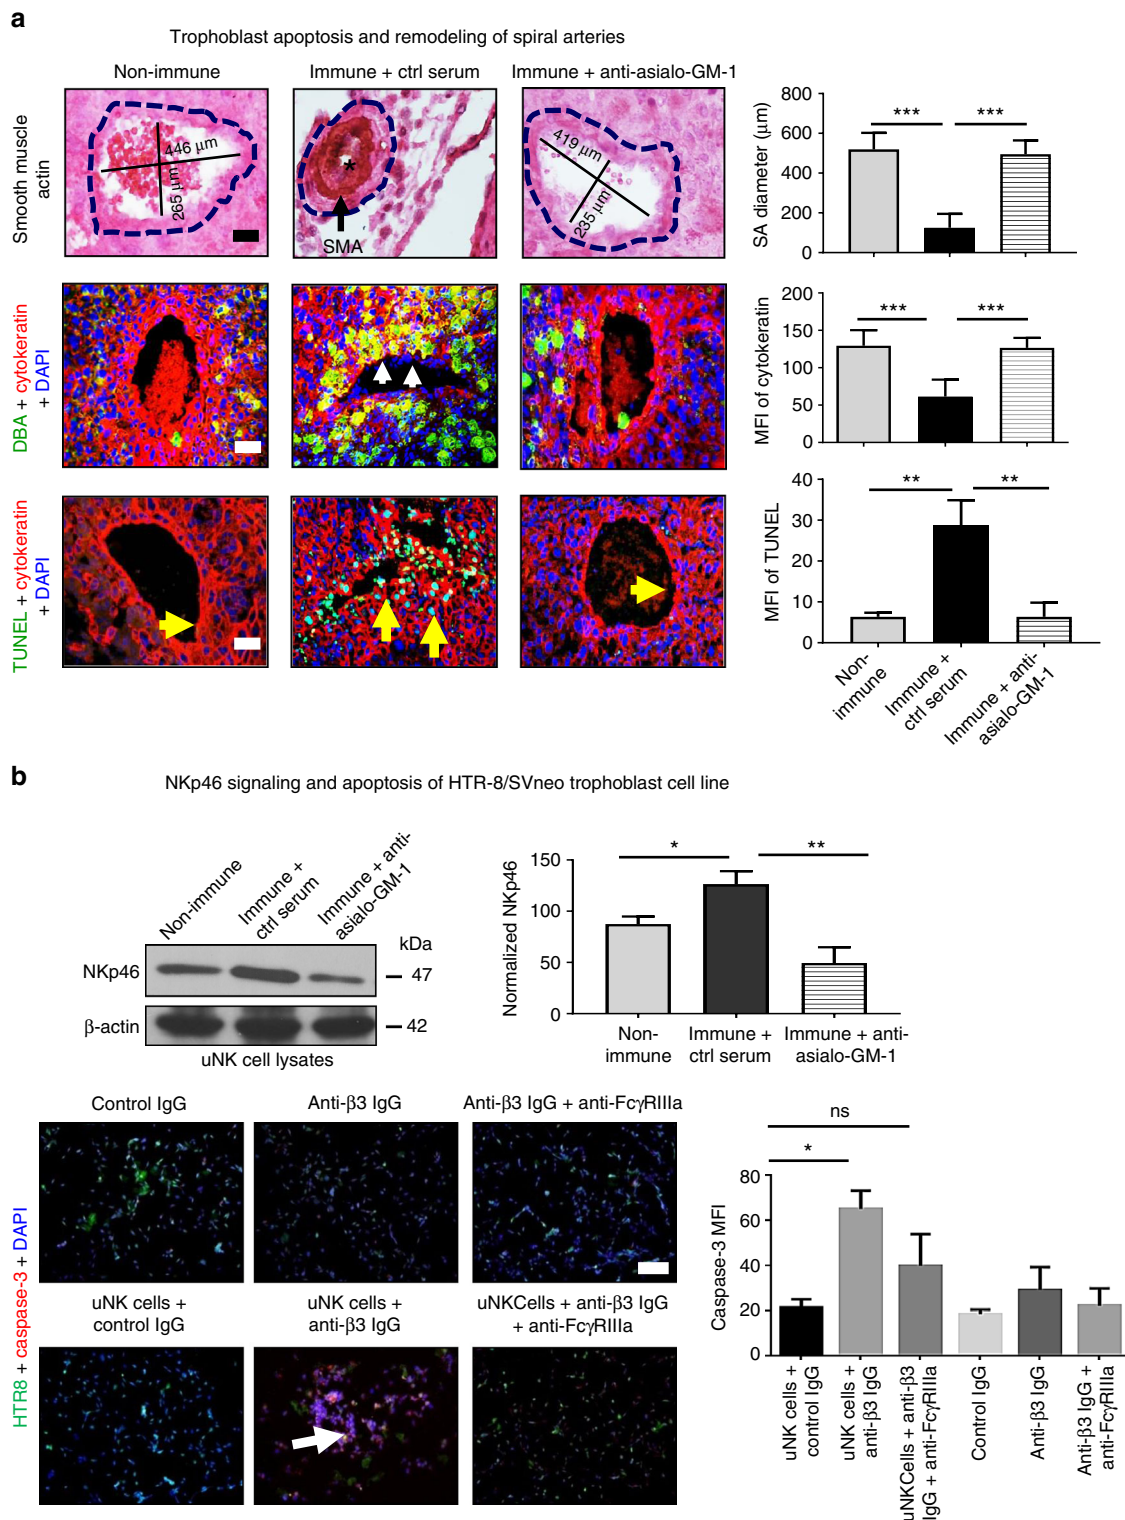 a
Trophoblast apoptosis and remodeling of spiral arteries
Non-immune
Immune + ctrl serum
Immune + anti-asialo-GM-1
Smooth muscle
actin
446 μm
265 μm
*
SMA
419 μm
235 μm
SA diameter (μm)
800
600
400
200
0
***
***
DBA + cytokeratin
+ DAPI
MFI of cytokeratin
200
150
100
50
0
***
***
TUNEL + cytokeratin
+ DAPI
MFI of TUNEL
40
30
20
10
0
**
**
Non-
immune
Immune +
ctrl serum
Immune + anti-
asialo-GM-1
b
NKp46 signaling and apoptosis of HTR-8/SVneo trophoblast cell line
Non-immune
Immune +
ctrl serum
Immune + anti-
asialo-GM-1
kDa
NKp46
47
β-actin
42
uNK cell lysates
Normalized NKp46
150
100
50
0
*
**
Non-
immune
Immune +
ctrl serum
Immune + anti-
asialo-GM-1
HTR8 + caspase-3 + DAPI
Control IgG
Anti-β3 IgG
Anti-β3 IgG + anti-FcγRIIIa
uNK cells +
control IgG
uNK cells +
anti-β3 IgG
uNKCells + anti-β3 IgG
+ anti-FcγRIIIa
Caspase-3 MFI
80
60
40
20
0
ns
*
uNK cells +
control IgG
uNK cells +
anti-β3 IgG
uNKCells + anti-β3
IgG + anti-FcγRIIIa
Control IgG
Anti-β3 IgG
Anti-β3 IgG +
anti-FcγRIIIa